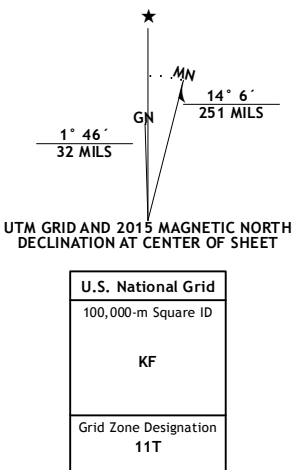 ★
MN
GN
14° 6´
251 MILS
1° 46´
32 MILS
UTM GRID AND 2015 MAGNETIC NORTH
DECLINATION AT CENTER OF SHEET
U.S. National Grid
100,000-m Square ID
KF
Grid Zone Designation
11T